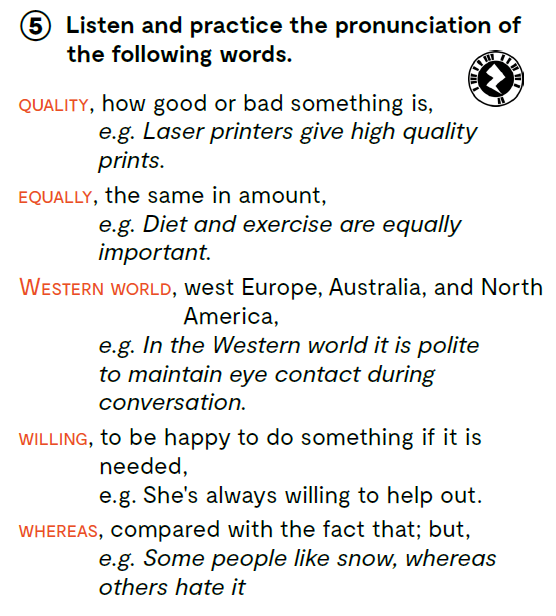 5 Listen and practice the pronunciation of
the following words.
QUALITY, how good or bad something is,
e.g. Laser printers give high quality
prints.
EQUALLY, the same in amount,
e.g. Diet and exercise are equally
important.
WESTERN WORLD, west Europe, Australia, and North
America,
e.g. In the Western world it is polite
to maintain eye contact during
conversation.
WILLING, to be happy to do something if it is
needed,
e.g. She's always willing to help out.
WHEREAS, compared with the fact that; but,
e.g. Some people like snow, whereas
others hate it